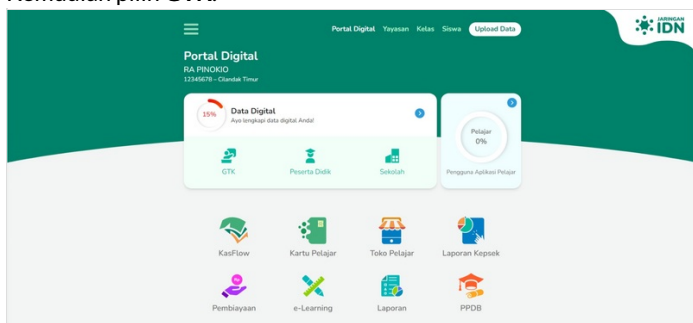 Kemudian pilih GTK.
Portal Digital Yayasan Kelas Siswa Upload Data
JARINGAN
IDN
Portal Digital
RA PINOKIO
12345678 – Cilandak Timur
15%
Data Digital
Ayo lengkapi data digital Anda!
GTK Peserta Didik Sekolah
Pelajar
0%
Pengguna Aplikasi Pelajar
KasFlow Kartu Pelajar Toko Pelajar Laporan Kepsek
Pembiayaan e-Learning Laporan PPDB